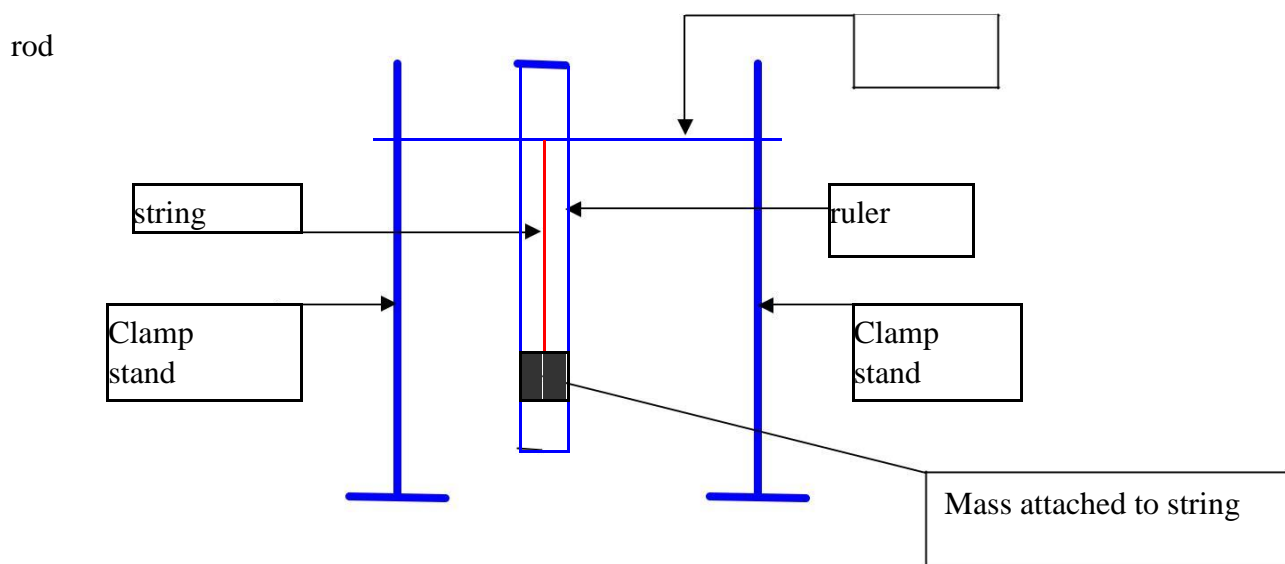 rod
string
ruler
Clamp
stand
Clamp
stand
Mass attached to string